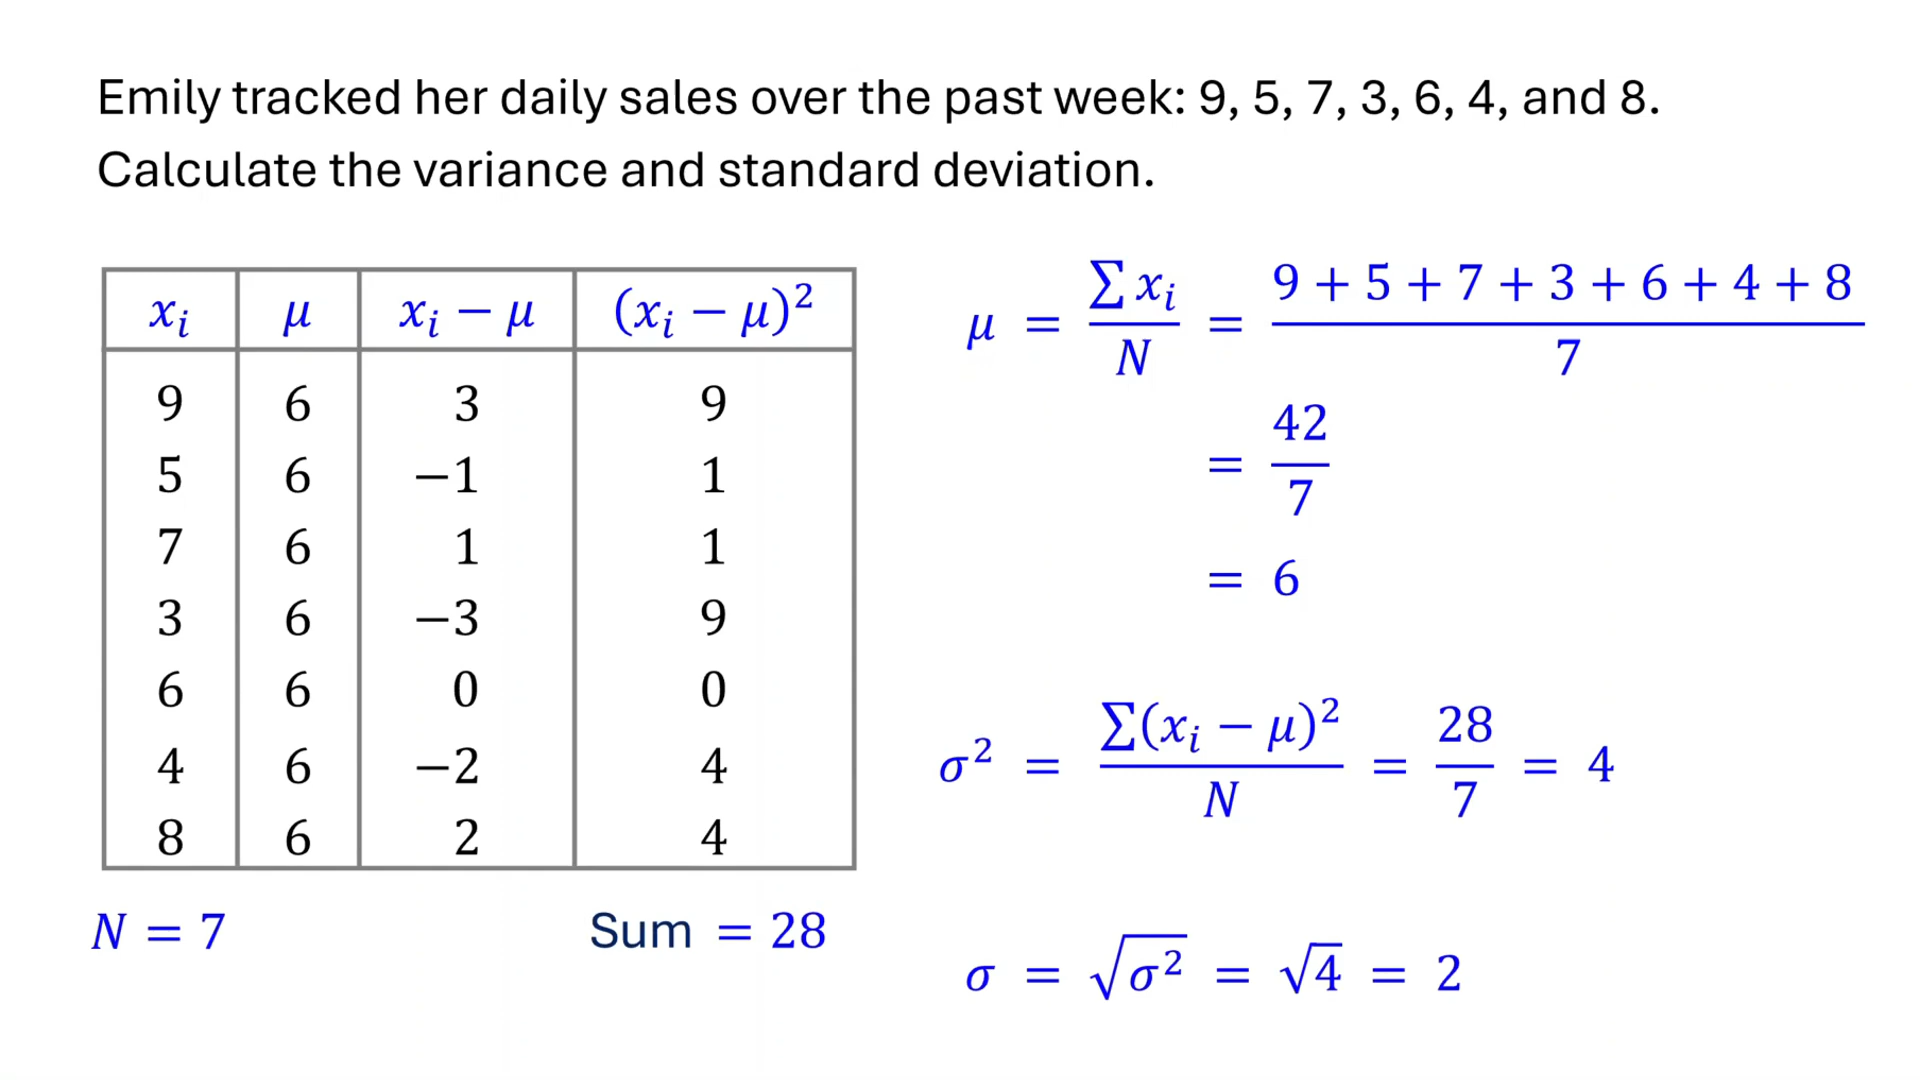 Emily tracked her daily sales over the past week: 9, 5, 7, 3, 6, 4, and 8.
Calculate the variance and standard deviation.
xᵢ μ xᵢ − μ (xᵢ − μ)²
9 6 3 9
5 6 −1 1
7 6 1 1
3 6 −3 9
6 6 0 0
4 6 −2 4
8 6 2 4
N = 7 Sum = 28
μ = ∑ xᵢ / N = 9 + 5 + 7 + 3 + 6 + 4 + 8 / 7
= 42 / 7
= 6
σ² = ∑(xᵢ − μ)² / N = 28 / 7 = 4
σ = √σ² = √4 = 2